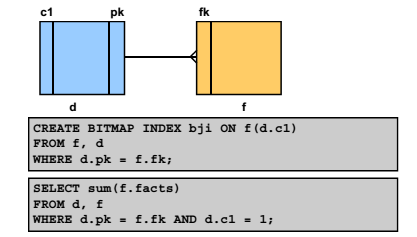 c1 pk fk
d f
CREATE BITMAP INDEX bji ON f(d.c1)
FROM f, d
WHERE d.pk = f.fk;
SELECT sum(f.facts)
FROM d, f
WHERE d.pk = f.fk AND d.c1 = 1;